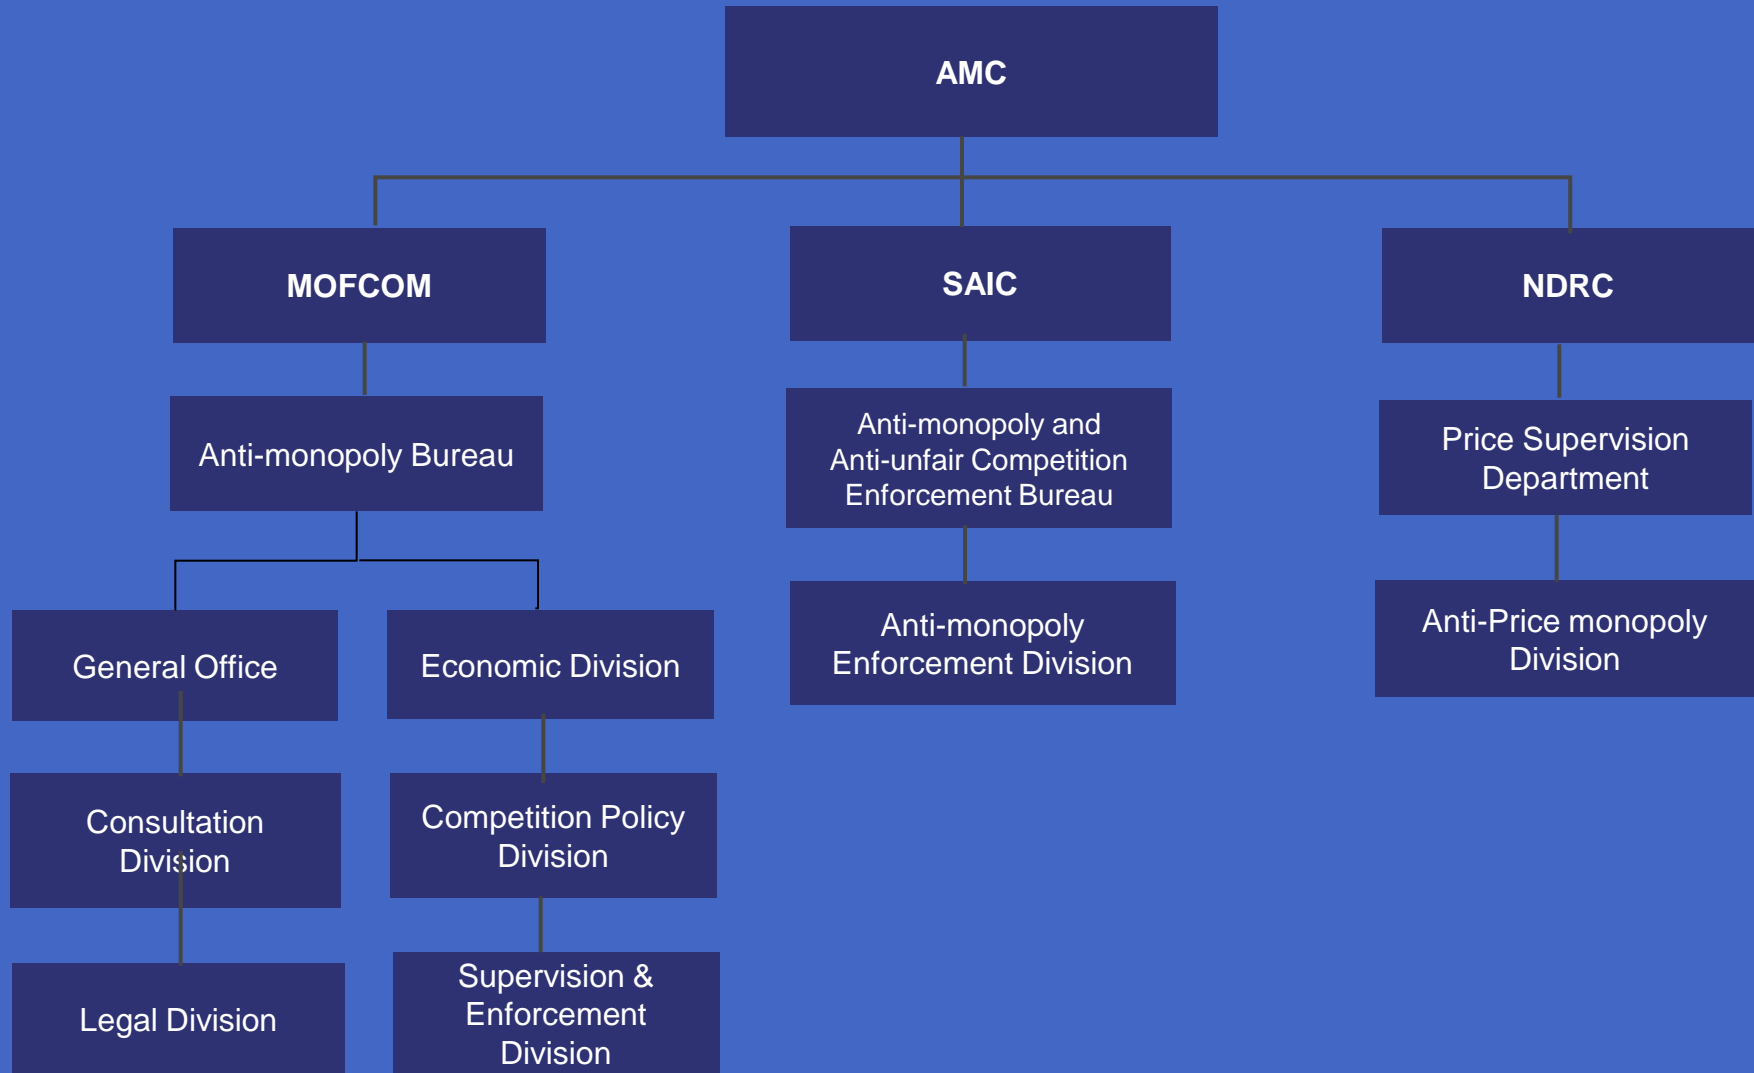 AMC
MOFCOM
SAIC
NDRC
Anti-monopoly Bureau
Anti-monopoly and
Anti-unfair Competition
Enforcement Bureau
Price Supervision
Department
General Office
Economic Division
Anti-monopoly
Enforcement Division
Anti-Price monopoly
Division
Consultation
Division
Competition Policy
Division
Legal Division
Supervision &
Enforcement
Division